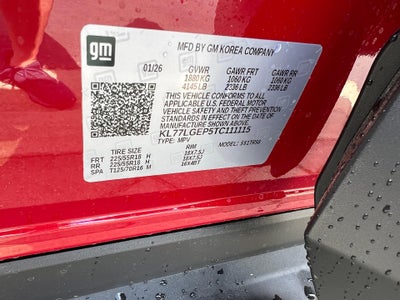 gm
MFD BY GM KOREA COMPANY
01/26 GVWR GAWR FRT GAWR RR
1880 KG 1060 KG 1060 KG
4145 LB 2336 LB 2336 LB
THIS VEHICLE CONFORMS TO ALL
APPLICABLE U.S. FEDERAL MOTOR
VEHICLE SAFETY AND THEFT PREVENTION
STANDARDS IN EFFECT ON THE DATE OF
MANUFACTURE SHOWN ABOVE.
KL77LGEP5TC111115
TYPE: MPV MODEL:
RIM
FRT 225/55R18 H 18X7.5J
RR 225/55R18 H 18X7.5J
SPA T125/70R16 M 16X4BT